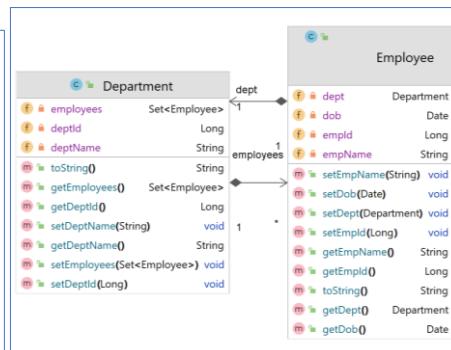 Department
employees Set<Employee>
deptId Long
deptName String
toString() String
getEmployees() Set<Employee>
getDeptId() Long
setDeptName(String) void
getDeptName() String
setEmployees(Set<Employee>) void
setDeptId(Long) void
dept
1
1
employees
1
*
Employee
dept Department
dob Date
empId Long
empName String
setEmpName(String) void
setDob(Date) void
setDept(Department) void
setEmpId(Long) void
getEmpName() String
getEmpId() Long
toString() String
getDept() Department
getDob() Date